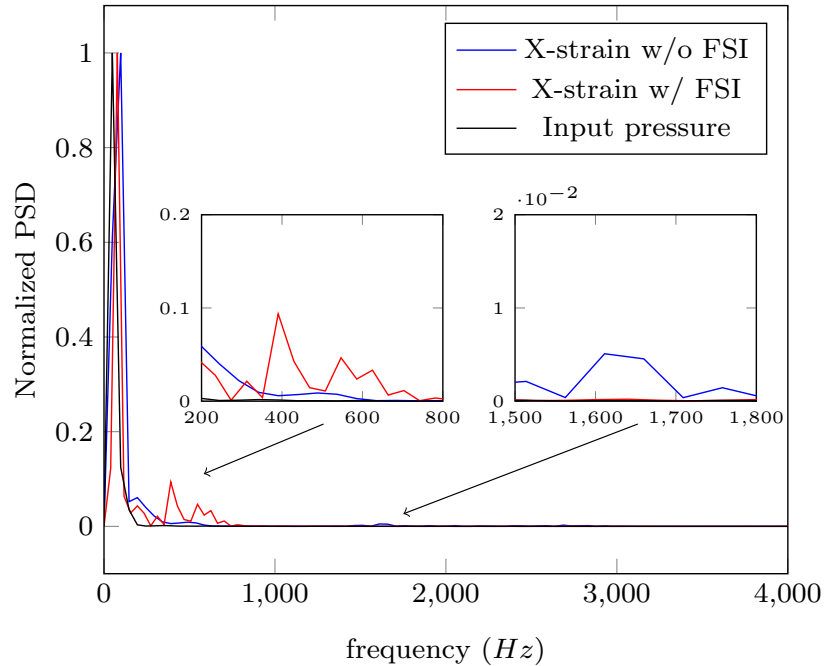 X-strain w/o FSI
X-strain w/ FSI
Input pressure
Normalized PSD
1
0.8
0.6
0.4
0.2
0
0.2
0.1
0
200 400 600 800
·10⁻²
2
1
0
1,500 1,600 1,700 1,800
0 1,000 2,000 3,000 4,000
frequency (Hz)